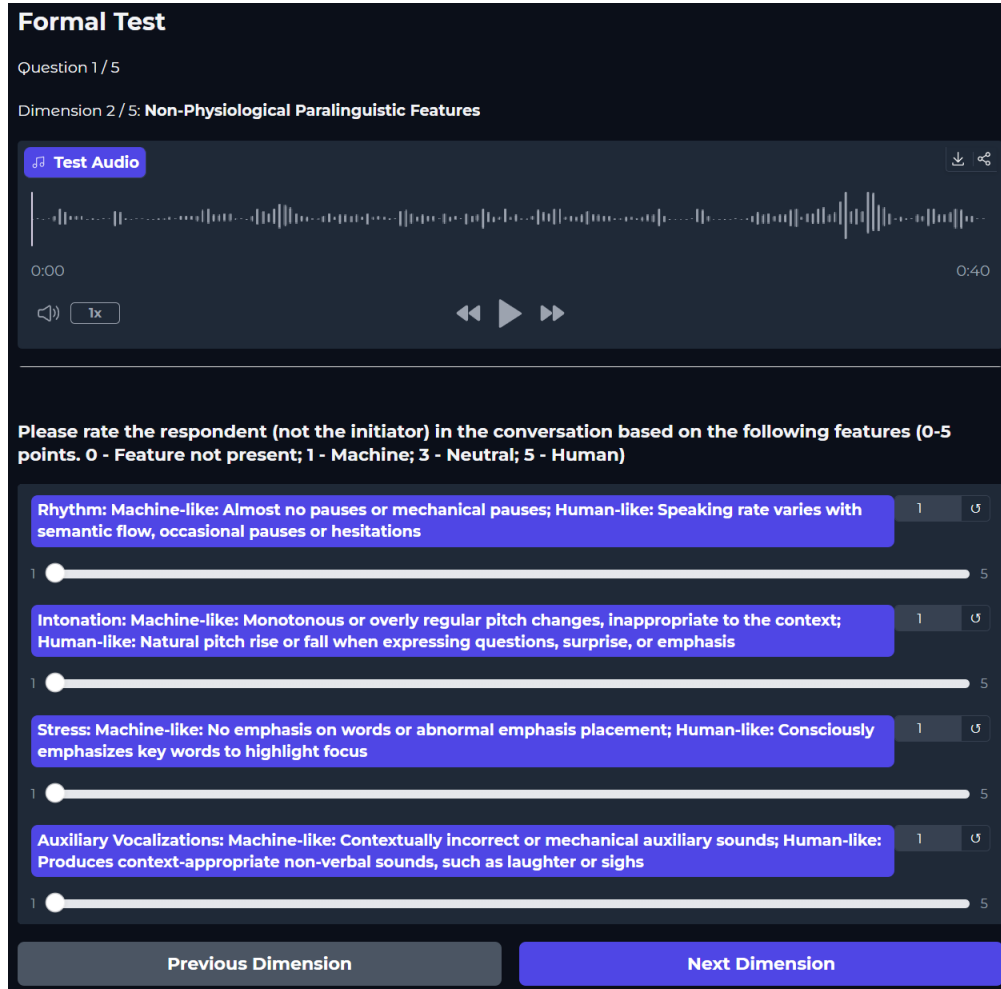 Formal Test
Question 1 / 5
Dimension 2 / 5: Non-Physiological Paralinguistic Features
Test Audio
0:00
0:40
1x
Please rate the respondent (not the initiator) in the conversation based on the following features (0-5
points. 0 - Feature not present; 1 - Machine; 3 - Neutral; 5 - Human)
Rhythm: Machine-like: Almost no pauses or mechanical pauses; Human-like: Speaking rate varies with
semantic flow, occasional pauses or hesitations
1
1
5
Intonation: Machine-like: Monotonous or overly regular pitch changes, inappropriate to the context;
Human-like: Natural pitch rise or fall when expressing questions, surprise, or emphasis
1
1
5
Stress: Machine-like: No emphasis on words or abnormal emphasis placement; Human-like: Consciously
emphasizes key words to highlight focus
1
1
5
Auxiliary Vocalizations: Machine-like: Contextually incorrect or mechanical auxiliary sounds; Human-like:
Produces context-appropriate non-verbal sounds, such as laughter or sighs
1
1
5
Previous Dimension
Next Dimension